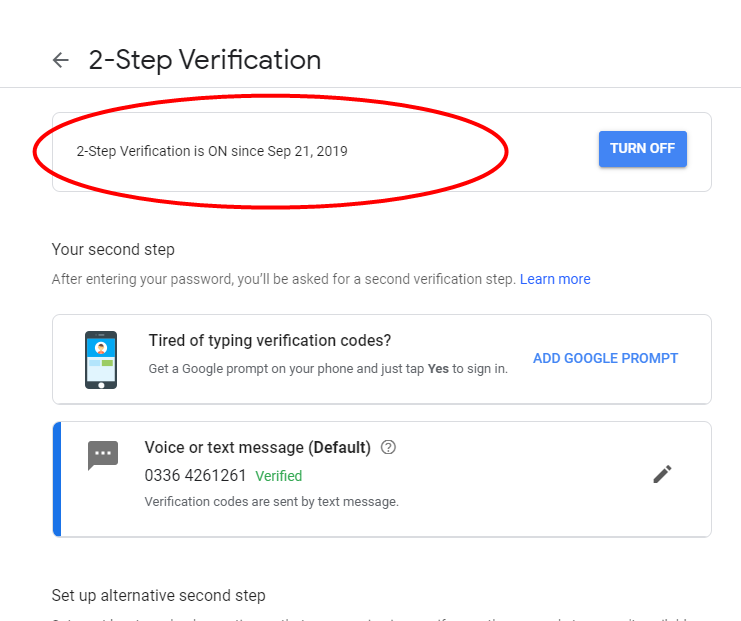 2-Step Verification
2-Step Verification is ON since Sep 21, 2019
TURN OFF
Your second step
After entering your password, you'll be asked for a second verification step. Learn more
Tired of typing verification codes?
Get a Google prompt on your phone and just tap Yes to sign in.
ADD GOOGLE PROMPT
Voice or text message (Default)
0336 4261261 Verified
Verification codes are sent by text message.
Set up alternative second step